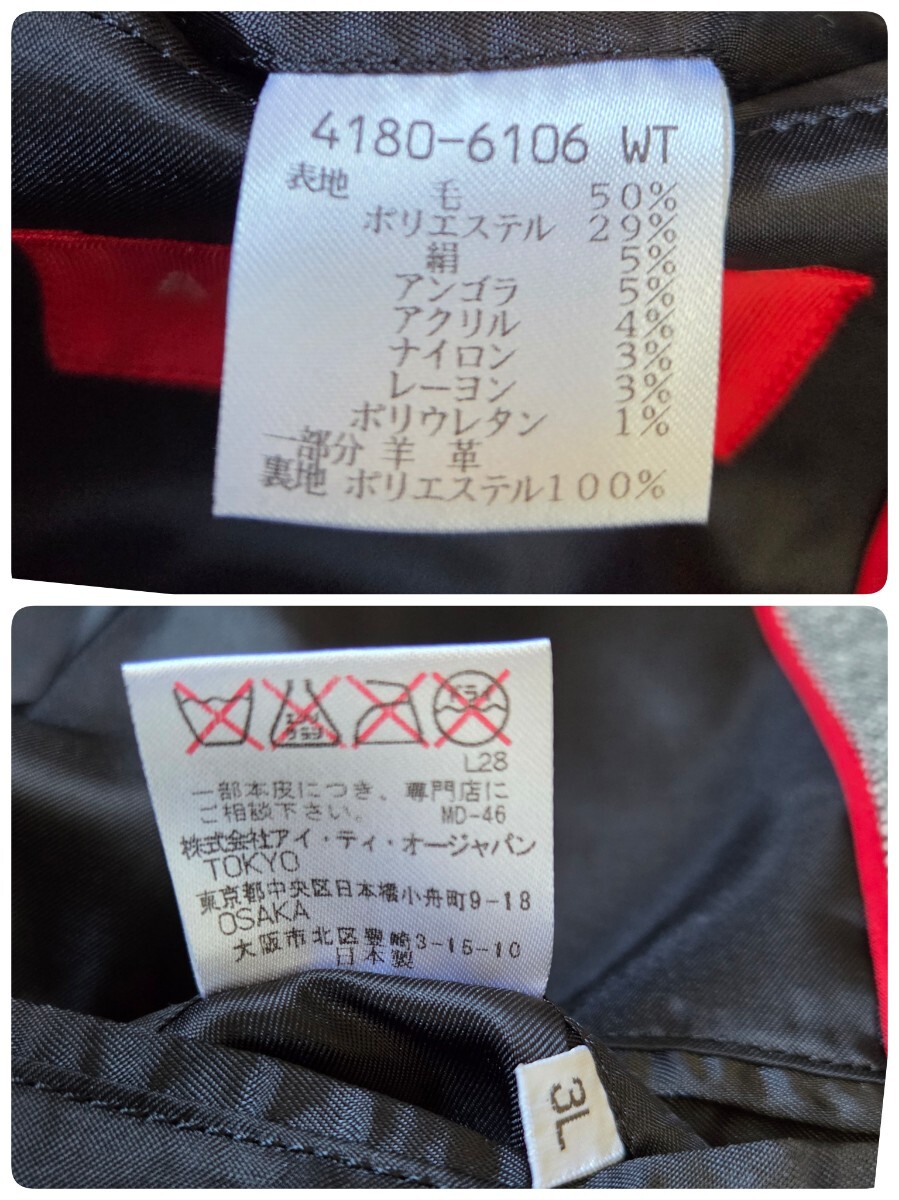 4180-6106 WT
表地 毛 50%
ポリエステル 29%
絹 5%
アンゴラ 5%
アクリル 4%
ナイロン 3%
レーヨン 3%
ポリウレタン 1%
一部分 羊 革
裏地 ポリエステル100%
エンソサラシ
ドライ
L28
一部本皮につき、専門店に
ご相談下さい。 MD-46
株式会社アイ・ティ・オージャパン
TOKYO
東京都中央区日本橋小舟町9-18
OSAKA
大阪市北区豊崎3-15-10
日本製
3L